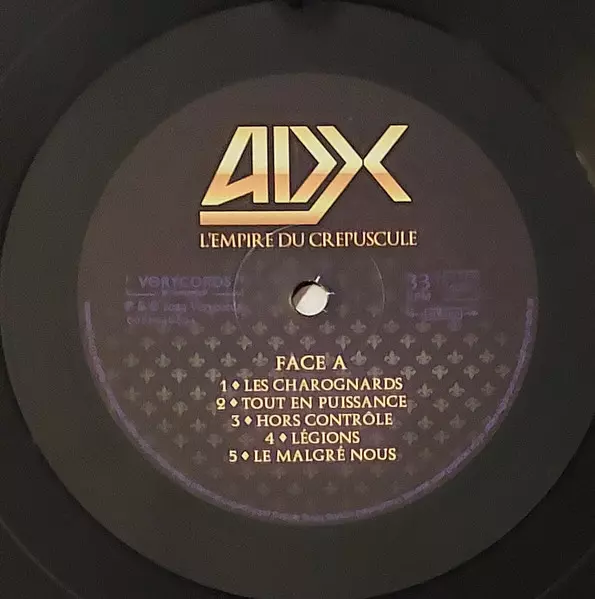 ADX
L'EMPIRE DU CREPUSCULE
VERYCORDS
33
FACE A
1 ♦ LES CHAROGNARDS
2 ♦ TOUT EN PUISSANCE
3 ♦ HORS CONTRÔLE
4 ♦ LÉGIONS
5 ♦ LE MALGRÉ NOUS